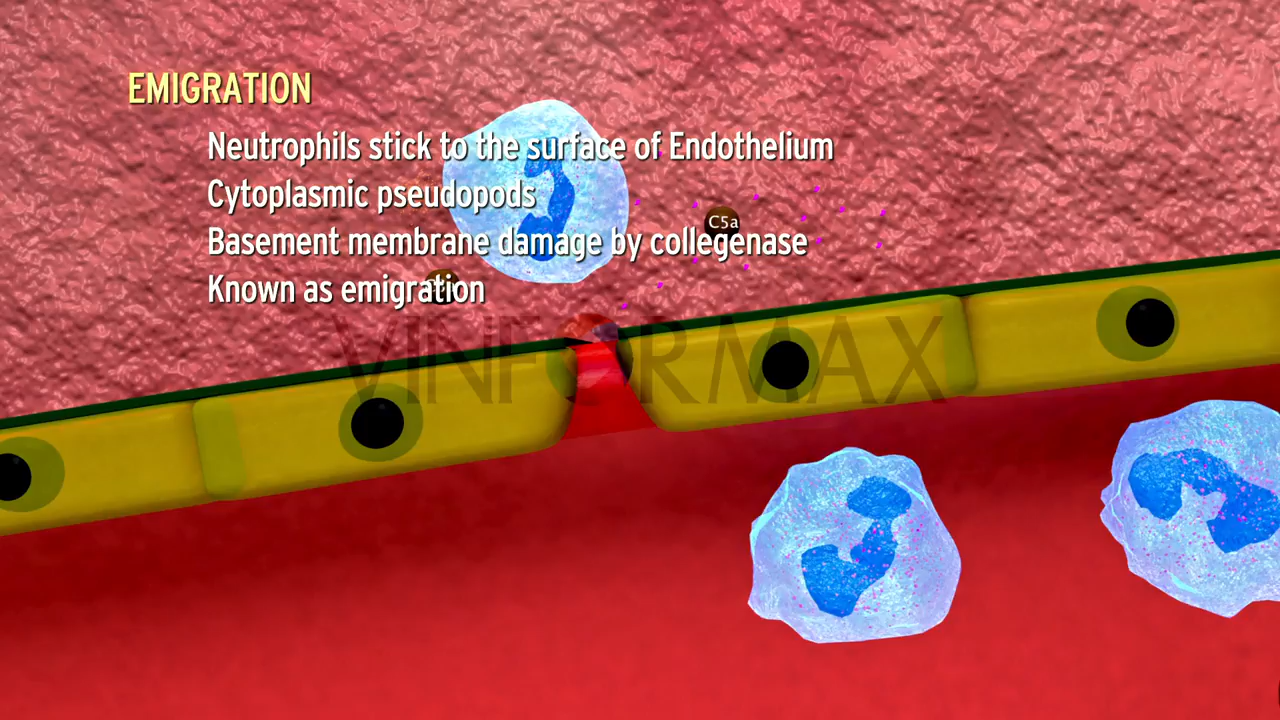 EMIGRATION
Neutrophils stick to the surface of Endothelium
Cytoplasmic pseudopods
C5a
Basement membrane damage by collegenase
Known as emigration
VINFORMAX